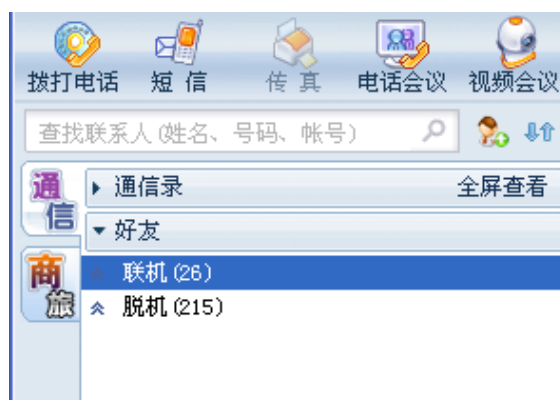 拨打电话 短信 传真 电话会议 视频会议
查找联系人(姓名、号码、帐号)
通信
通信录 全屏查看
好友
商旅
联机(26)
脱机(215)